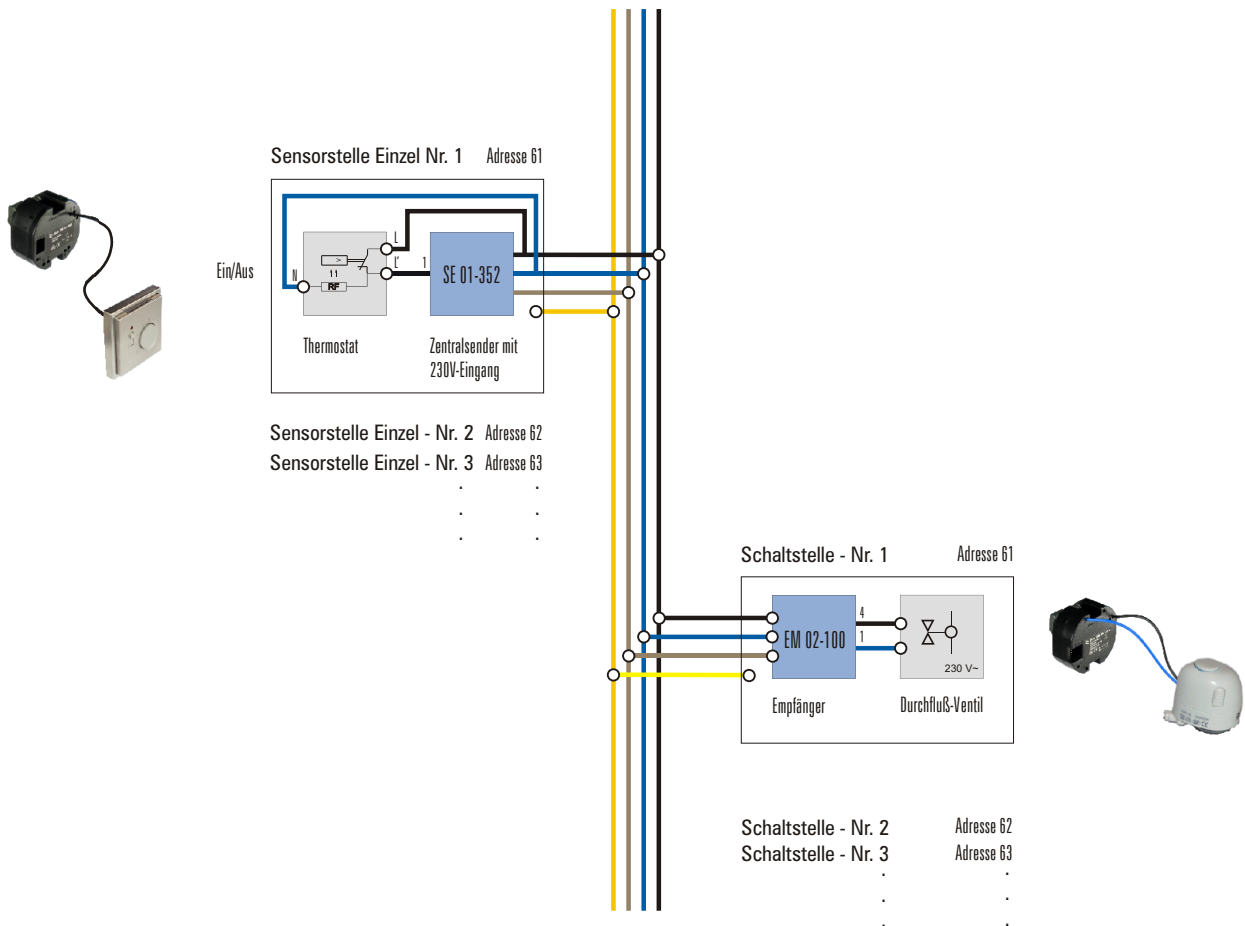 Sensorstelle Einzel Nr. 1 Adresse 61
Ein/Aus
L
L' 1
N
RF
SE 01-352
Thermostat
Zentralsender mit
230V-Eingang
Sensorstelle Einzel - Nr. 2 Adresse 62
Sensorstelle Einzel - Nr. 3 Adresse 63
. .
. .
. .
Schaltstelle - Nr. 1 Adresse 61
4
1
EM 02-100
230 V~
Empfänger
Durchfluß-Ventil
Schaltstelle - Nr. 2 Adresse 62
Schaltstelle - Nr. 3 Adresse 63
. .
. .
. .